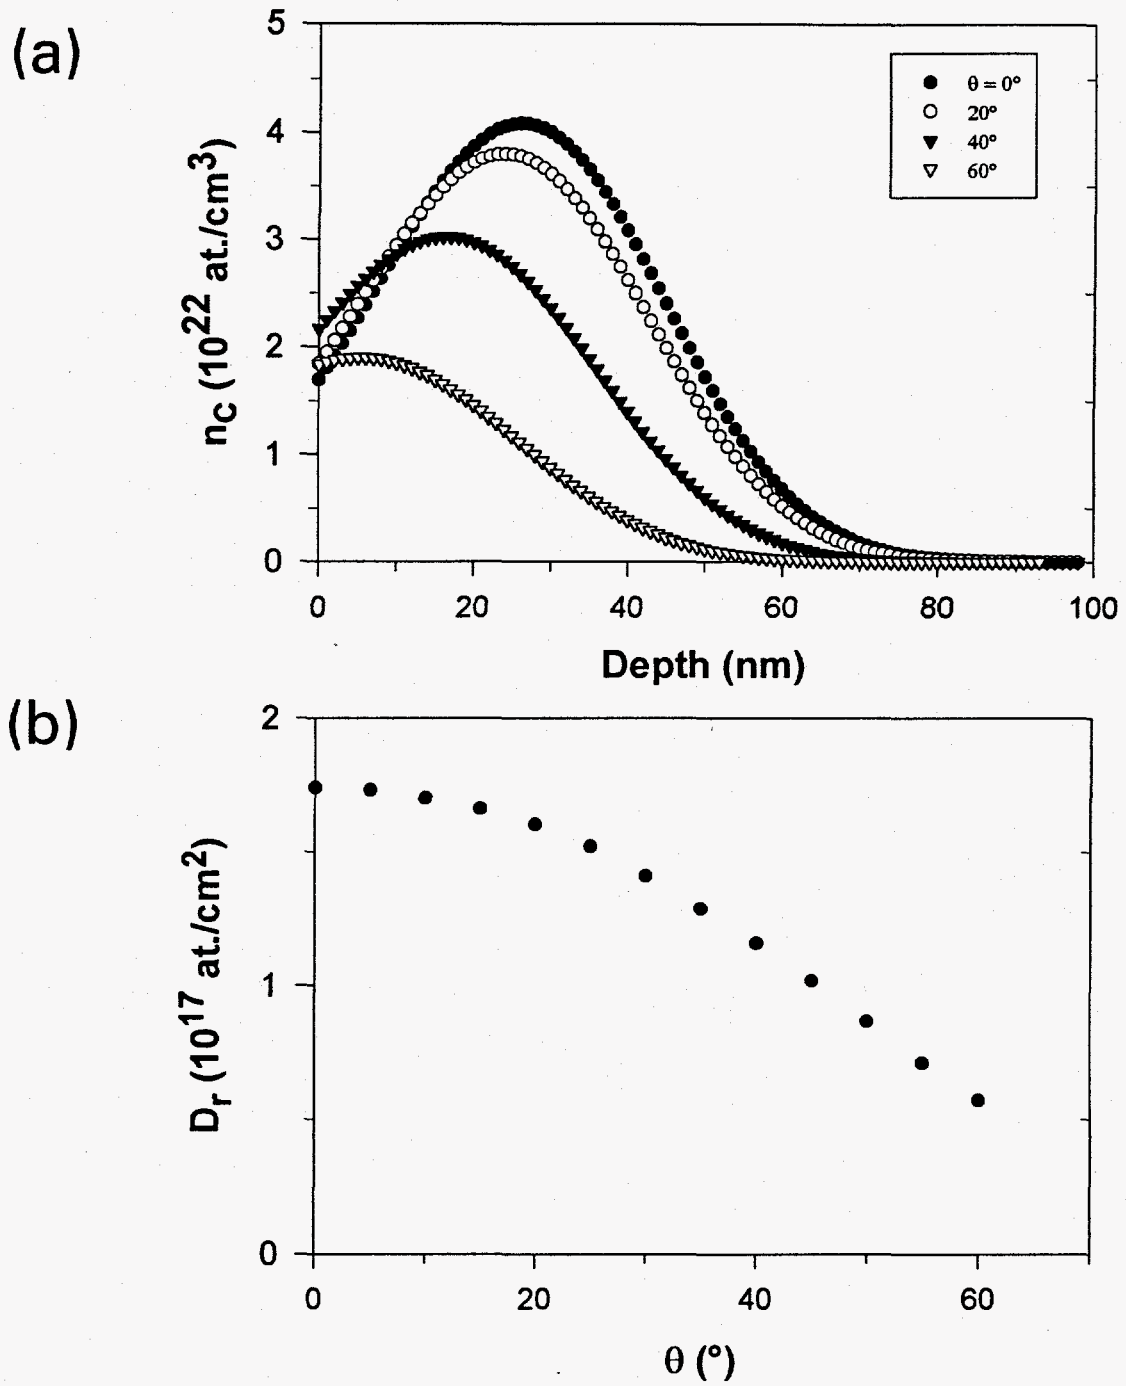 (a)
n_C (10^22 at./cm^3)
5
4
3
2
1
0
θ = 0°
20°
40°
60°
0 20 40 60 80 100
Depth (nm)
(b)
D_r (10^17 at./cm^2)
2
1
0
0 20 40 60
θ (°)